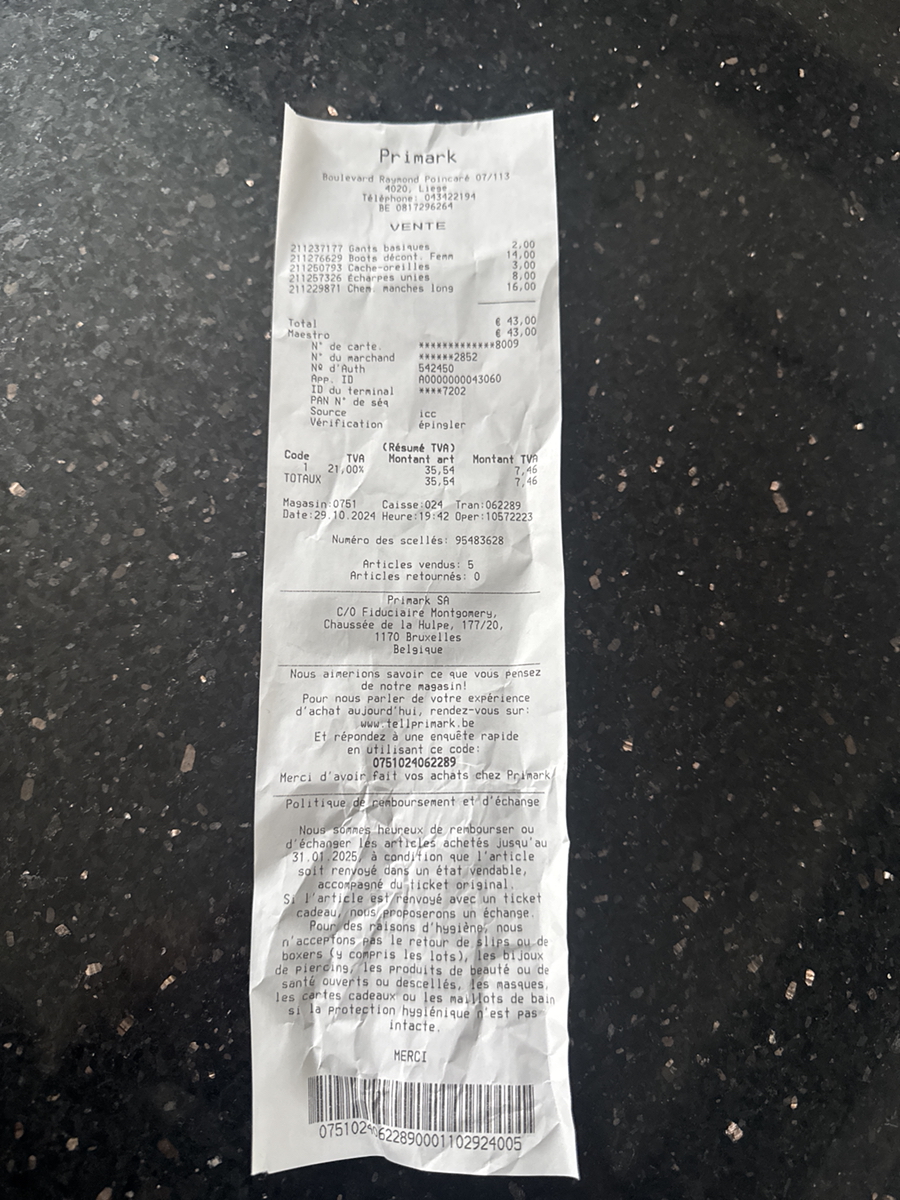 Primark
Boulevard Raymond Poincaré 07/113
4020, Liege
Téléphone: 043422194
BE 0817296264
VENTE
211237177 Gants basiques 2,00
211276629 Boots décont. Femm 14,00
211250793 Cache-oreilles 3,00
211257326 Écharpes unies 8,00
211229871 Chem. manches long 16,00
Total € 43,00
Maestro € 43,00
N° de carte. ************8009
N° du marchand ******2852
Nº d'Auth 542450
App. ID A0000000043060
ID du terminal ****7202
PAN N° de séq
Source icc
Vérification épingler
(Résumé TVA)
Code TVA Montant art Montant TVA
1 21,00% 35,54 7,46
TOTAUX 35,54 7,46
Magasin:0751 Caisse:024 Tran:062289
Date:29.10.2024 Heure:19:42 Oper:10572223
Numéro des scellés: 95483628
Articles vendus: 5
Articles retournés: 0
Primark SA
C/O Fiduciaire Montgomery,
Chaussée de la Hulpe, 177/20,
1170 Bruxelles
Belgique
Nous aimerions savoir ce que vous pensez
de notre magasin!
Pour nous parler de votre expérience
d'achat aujourd'hui, rendez-vous sur:
www.tellprimark.be
Et répondez à une enquête rapide
en utilisant ce code:
0751024062289
Merci d'avoir fait vos achats chez Primark
Politique de remboursement et d'échange
Nous sommes heureux de rembourser ou
d'échanger les articles achetés jusqu'au
31.01.2025, à condition que l'article
soit renvoyé dans un état vendable,
accompagné du ticket original.
Si l'article est renvoyé avec un ticket
cadeau, nous proposerons un échange.
Pour des raisons d'hygiène, nous
n'acceptons pas le retour de slips ou de
boxers (y compris les lots), les bijoux
de piercing, les produits de beauté ou de
santé ouverts ou descellés, les masques,
les cartes cadeaux ou les maillots de bain
si la protection hygiénique n'est pas
intacte.
MERCI
07510240622890001102924005